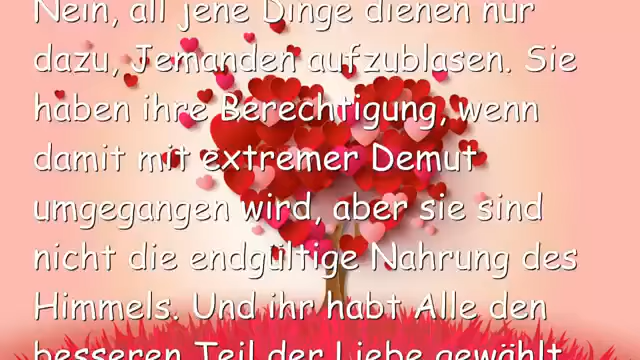 Nein, all jene Dinge dienen nur
dazu, Jemanden aufzublasen. Sie
haben ihre Berechtigung, wenn
damit mit extremer Demut
umgegangen wird, aber sie sind
nicht die endgültige Nahrung des
Himmels. Und ihr habt Alle den
besseren Teil der Liebe gewählt